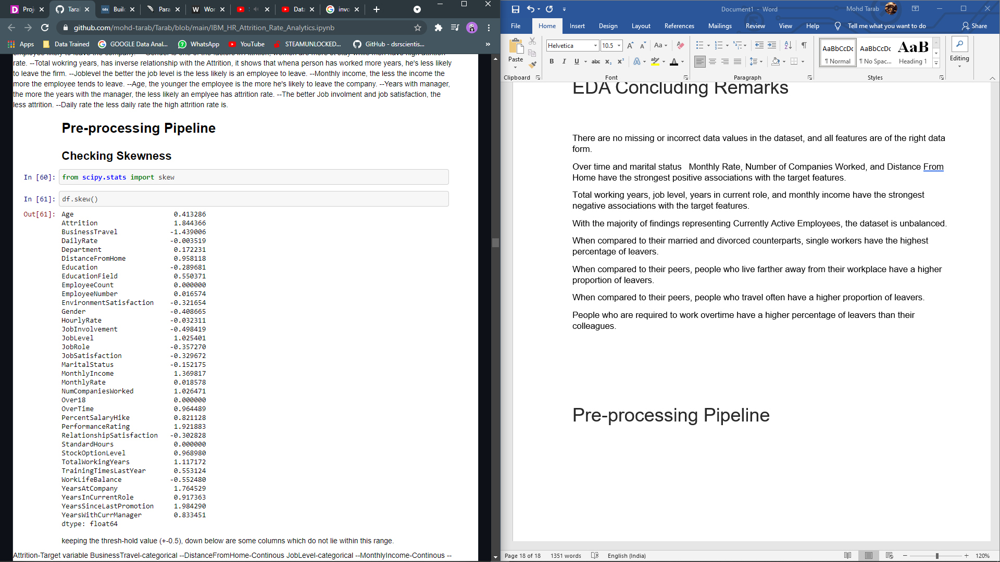 Proj
Taral
Build
Para
Wor
Data
invo
github.com/mohd-tarab/Tarab/blob/main/IBM_HR_Attrition_Rate_Analytics.ipynb
Apps
Data Trained
GOOGLE Data Anal...
WhatsApp
YouTube
STEAMUNLOCKED...
GitHub - dsrscientis...
»
rate. --Total wokring years, has inverse relationship with the Attrition, it shows that whena person has worked more years, he's less likely
to leave the firm. --Joblevel the better the job level is the less likely is an employee to leave. --Monthly income, the less the income the
more the employee tends to leave. --Age, the younger the employee is the more he's likely to leave the company. --Years with manager,
the more the years with the manager, the less likely an emplyee has attrition rate. --The better Job involment and job satisfaction, the
less attrition. --Daily rate the less daily rate the high attrition rate is.
Pre-processing Pipeline
Checking Skewness
In [60]: from scipy.stats import skew
In [61]: df.skew()
Out[61]: Age 0.413286
Attrition 1.844366
BusinessTravel -1.439006
DailyRate -0.003519
Department 0.172231
DistanceFromHome 0.958118
Education -0.289681
EducationField 0.550371
EmployeeCount 0.000000
EmployeeNumber 0.016574
EnvironmentSatisfaction -0.321654
Gender -0.408665
HourlyRate -0.032311
JobInvolvement -0.498419
JobLevel 1.025401
JobRole -0.357270
JobSatisfaction -0.329672
MaritalStatus -0.152175
MonthlyIncome 1.369817
MonthlyRate 0.018578
NumCompaniesWorked 1.026471
Over18 0.000000
OverTime 0.964489
PercentSalaryHike 0.821128
PerformanceRating 1.921883
RelationshipSatisfaction -0.302828
StandardHours 0.000000
StockOptionLevel 0.968980
TotalWorkingYears 1.117172
TrainingTimesLastYear 0.553124
WorkLifeBalance -0.552480
YearsAtCompany 1.764529
YearsInCurrentRole 0.917363
YearsSinceLastPromotion 1.984290
YearsWithCurrManager 0.833451
dtype: float64
keeping the thresh-hold value (+-0.5), down below are some columns which do not lie within this range.
Attrition-Target variable BusinessTravel-categorical --DistanceFromHome-Continous JobLevel-categorical --MonthlyIncome-Continous --
Document1 - Word
Mohd Tarab
File Home Insert Design Layout References Mailings Review View Help Tell me what you want to do Share
Paste
Clipboard
Helvetica 10.5
Font
Paragraph
AaBbCcDc AaBbCcDc AaB
¶ Normal ¶ No Spac... Heading 1
Styles
Editing
EDA Concluding Remarks
There are no missing or incorrect data values in the dataset, and all features are of the right data
form.
Over time and marital status Monthly Rate, Number of Companies Worked, and Distance From
Home have the strongest positive associations with the target features.
Total working years, job level, years in current role, and monthly income have the strongest
negative associations with the target features.
With the majority of findings representing Currently Active Employees, the dataset is unbalanced.
When compared to their married and divorced counterparts, single workers have the highest
percentage of leavers.
When compared to their peers, people who live farther away from their workplace have a higher
proportion of leavers.
When compared to their peers, people who travel often have a higher proportion of leavers.
People who are required to work overtime have a higher percentage of leavers than their
colleagues.
Pre-processing Pipeline
Page 18 of 18 1351 words English (India) 120%